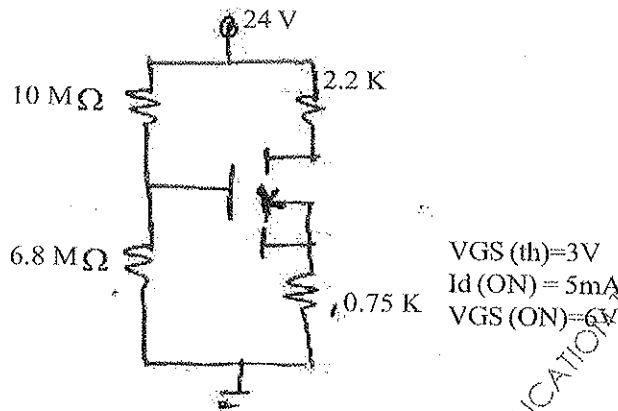 24 V
2.2 K
10 MΩ
6.8 MΩ
0.75 K
VGS (th)=3V
Id (ON) = 5mA
VGS (ON)=6V
ICATION